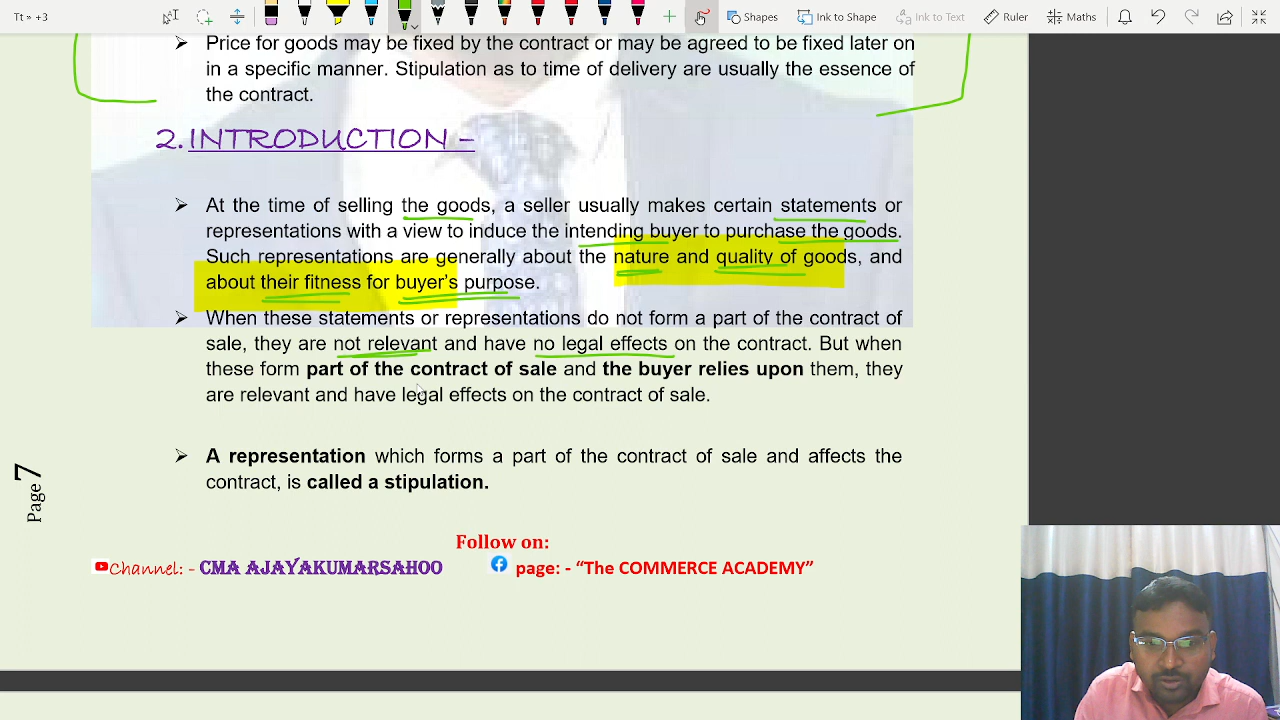 Tt > +3
Shapes
Ink to Shape
Ink to Text
Ruler
Maths
➢ Price for goods may be fixed by the contract or may be agreed to be fixed later on
in a specific manner. Stipulation as to time of delivery are usually the essence of
the contract.
2. INTRODUCTION –
➢ At the time of selling the goods, a seller usually makes certain statements or
representations with a view to induce the intending buyer to purchase the goods.
Such representations are generally about the nature and quality of goods, and
about their fitness for buyer's purpose.
➢ When these statements or representations do not form a part of the contract of
sale, they are not relevant and have no legal effects on the contract. But when
these form part of the contract of sale and the buyer relies upon them, they
are relevant and have legal effects on the contract of sale.
➢ A representation which forms a part of the contract of sale and affects the
contract, is called a stipulation.
Page 7
Follow on:
Channel: - CMA AJAYAKUMARSAHOO page: - “The COMMERCE ACADEMY”